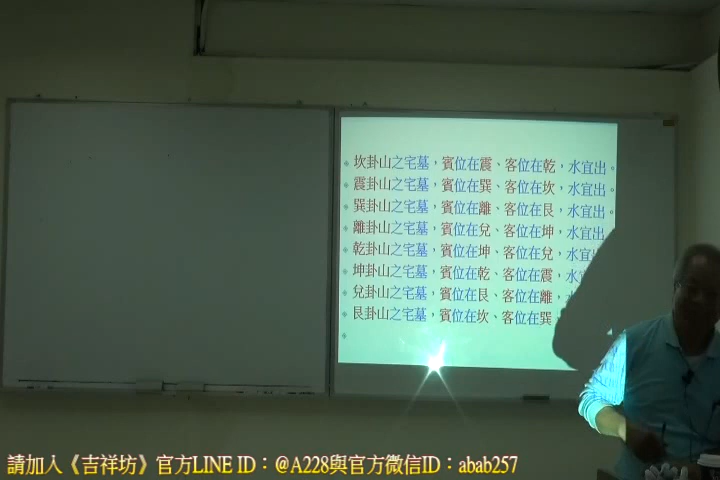 坎卦山之宅墓，賓位在震、客位在乾，水宜出。
震卦山之宅墓，賓位在巽、客位在坎，水宜出。
巽卦山之宅墓，賓位在離、客位在艮，水宜出。
離卦山之宅墓，賓位在兌、客位在坤，水宜出
乾卦山之宅墓，賓位在坤、客位在兌，水宜出
坤卦山之宅墓，賓位在乾、客位在震，水宜
兌卦山之宅墓，賓位在艮、客位在離，
艮卦山之宅墓，賓位在坎、客位在巽
請加入《吉祥坊》官方LINE ID：@A228與官方微信ID：abab257